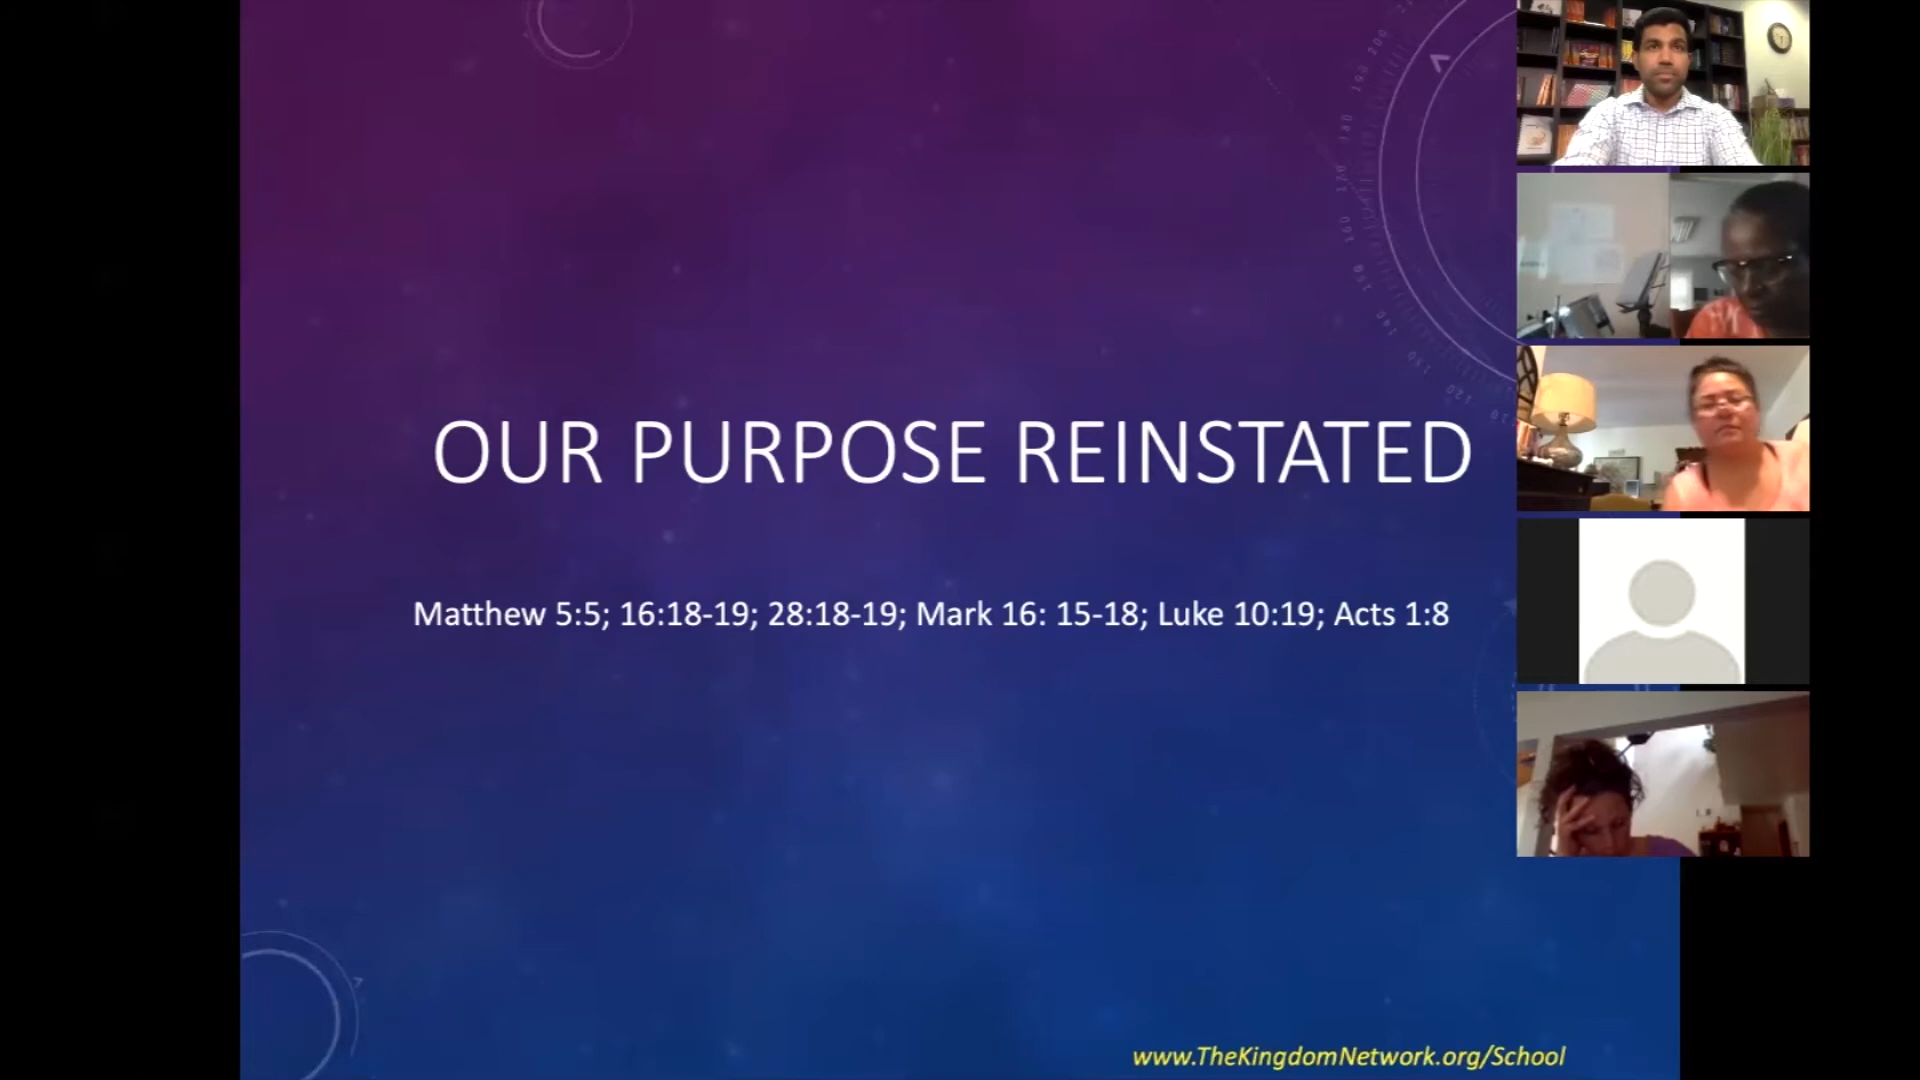 OUR PURPOSE REINSTATED
Matthew 5:5; 16:18-19; 28:18-19; Mark 16: 15-18; Luke 10:19; Acts 1:8
www.TheKingdomNetwork.org/School